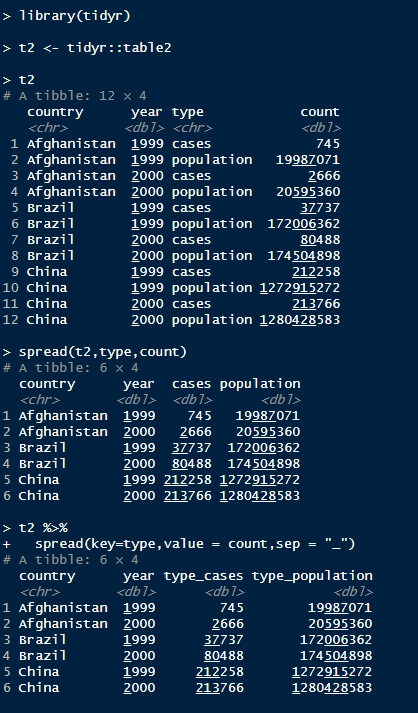 > library(tidyr)
> t2 <- tidyr::table2
> t2
# A tibble: 12 × 4
   country      year type            count
   <chr>       <dbl> <chr>           <dbl>
 1 Afghanistan  1999 cases             745
 2 Afghanistan  1999 population   19987071
 3 Afghanistan  2000 cases            2666
 4 Afghanistan  2000 population   20595360
 5 Brazil       1999 cases           37737
 6 Brazil       1999 population  172006362
 7 Brazil       2000 cases           80488
 8 Brazil       2000 population  174504898
 9 China        1999 cases          212258
10 China        1999 population 1272915272
11 China        2000 cases          213766
12 China        2000 population 1280428583
> spread(t2,type,count)
# A tibble: 6 × 4
  country      year  cases population
  <chr>       <dbl>  <dbl>      <dbl>
1 Afghanistan  1999    745   19987071
2 Afghanistan  2000   2666   20595360
3 Brazil       1999  37737  172006362
4 Brazil       2000  80488  174504898
5 China        1999 212258 1272915272
6 China        2000 213766 1280428583
> t2 %>%
+   spread(key=type,value = count,sep = "_")
# A tibble: 6 × 4
  country      year type_cases type_population
  <chr>       <dbl>      <dbl>           <dbl>
1 Afghanistan  1999        745        19987071
2 Afghanistan  2000       2666        20595360
3 Brazil       1999      37737       172006362
4 Brazil       2000      80488       174504898
5 China        1999     212258      1272915272
6 China        2000     213766      1280428583